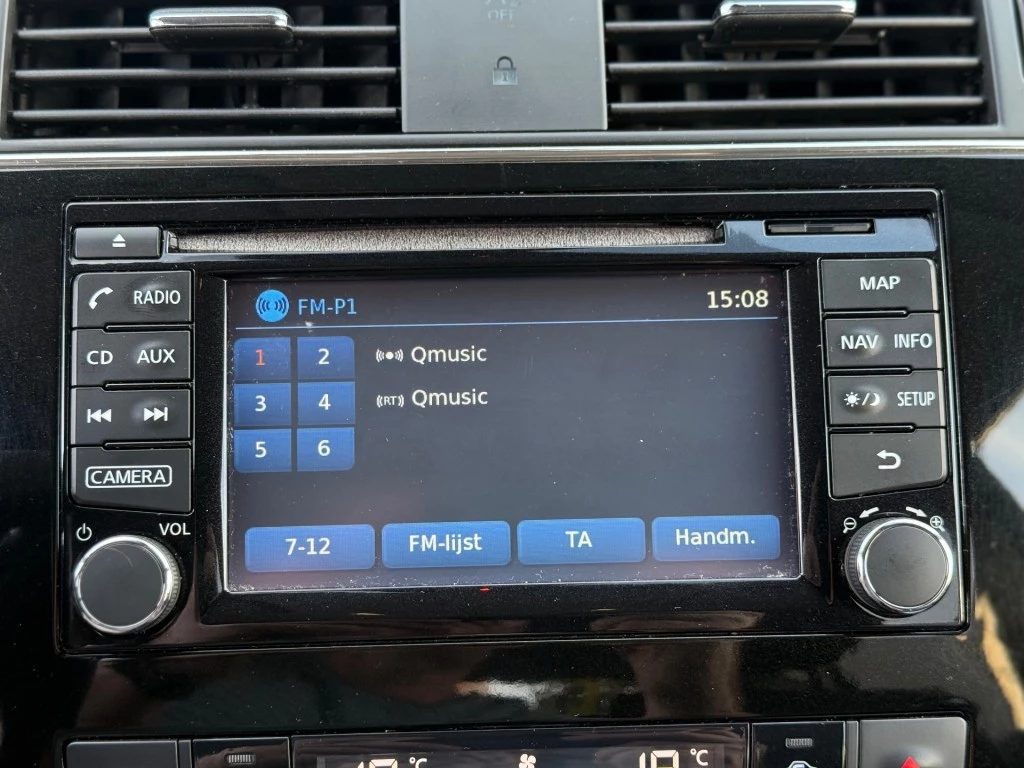 OFF
RADIO
CD AUX
CAMERA
VOL
FM-P1 15:08
1 2 Qmusic
3 4 RT Qmusic
5 6
7-12 FM-lijst TA Handm.
MAP
NAV INFO
SETUP
°C °C